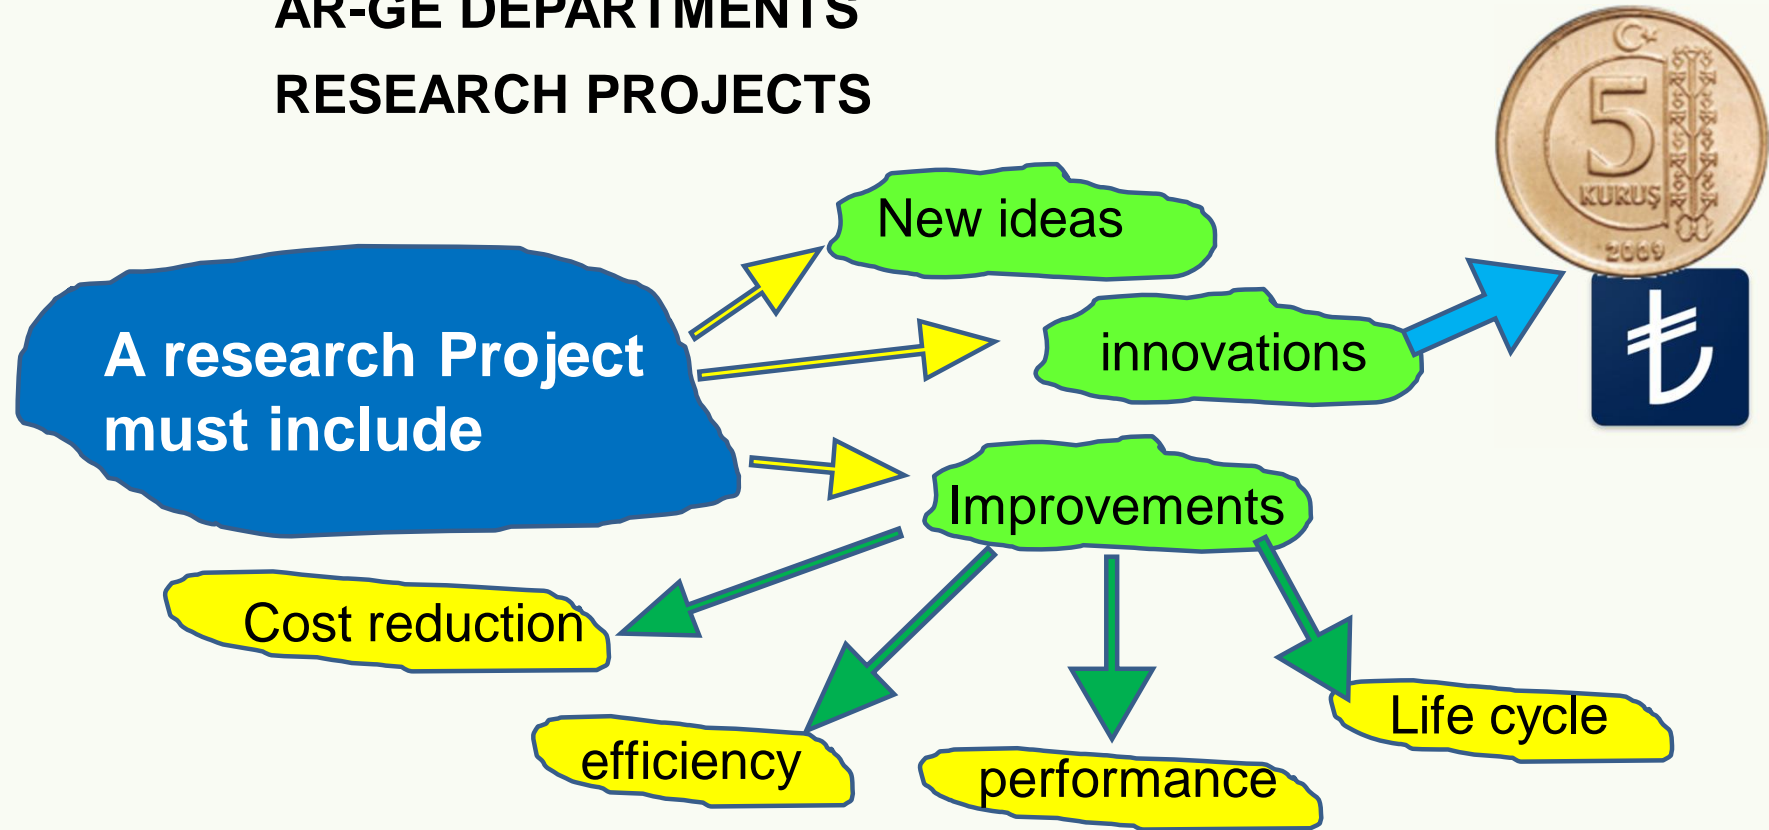 AR-GE DEPARTMENTS
RESEARCH PROJECTS
5
KURUŞ
2009
₺
New ideas
innovations
A research Project
must include
Improvements
Cost reduction
efficiency
performance
Life cycle